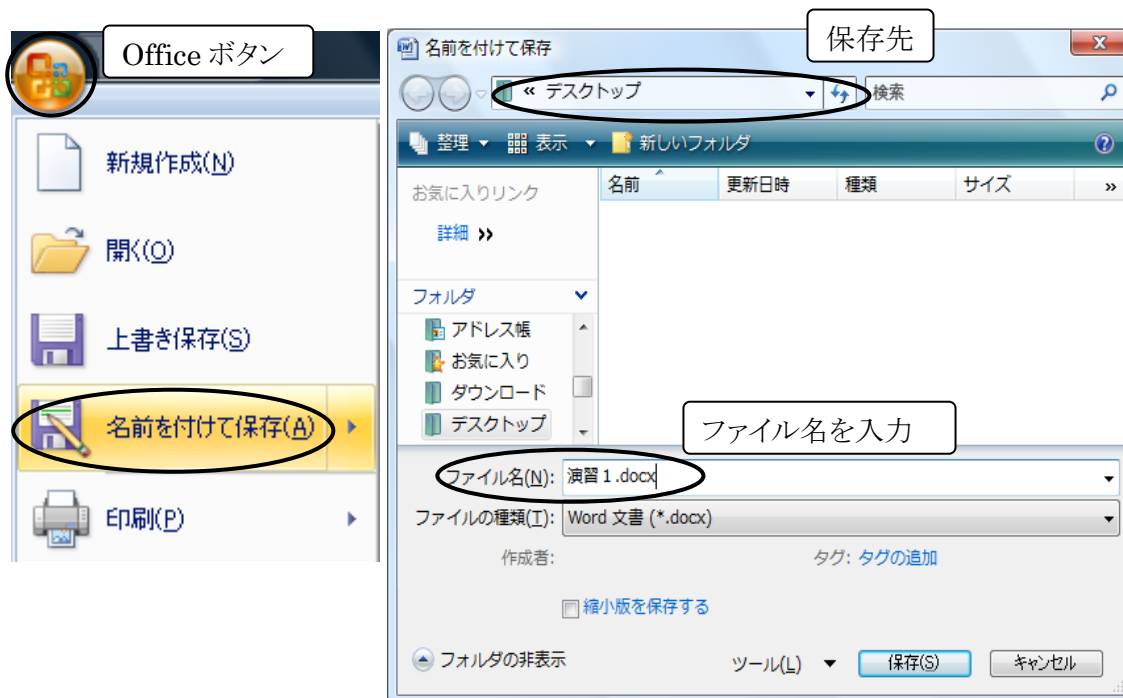 Office ボタン
新規作成(N)
開く(O)
上書き保存(S)
名前を付けて保存(A)
印刷(P)
名前を付けて保存
保存先
« デスクトップ
検索
整理 表示 新しいフォルダ
お気に入りリンク
名前 更新日時 種類 サイズ »
詳細 »
フォルダ
アドレス帳
お気に入り
ダウンロード
デスクトップ
ファイル名を入力
ファイル名(N): 演習1.docx
ファイルの種類(T): Word 文書 (*.docx)
作成者: タグ: タグの追加
縮小版を保存する
フォルダの非表示 ツール(L) 保存(S) キャンセル